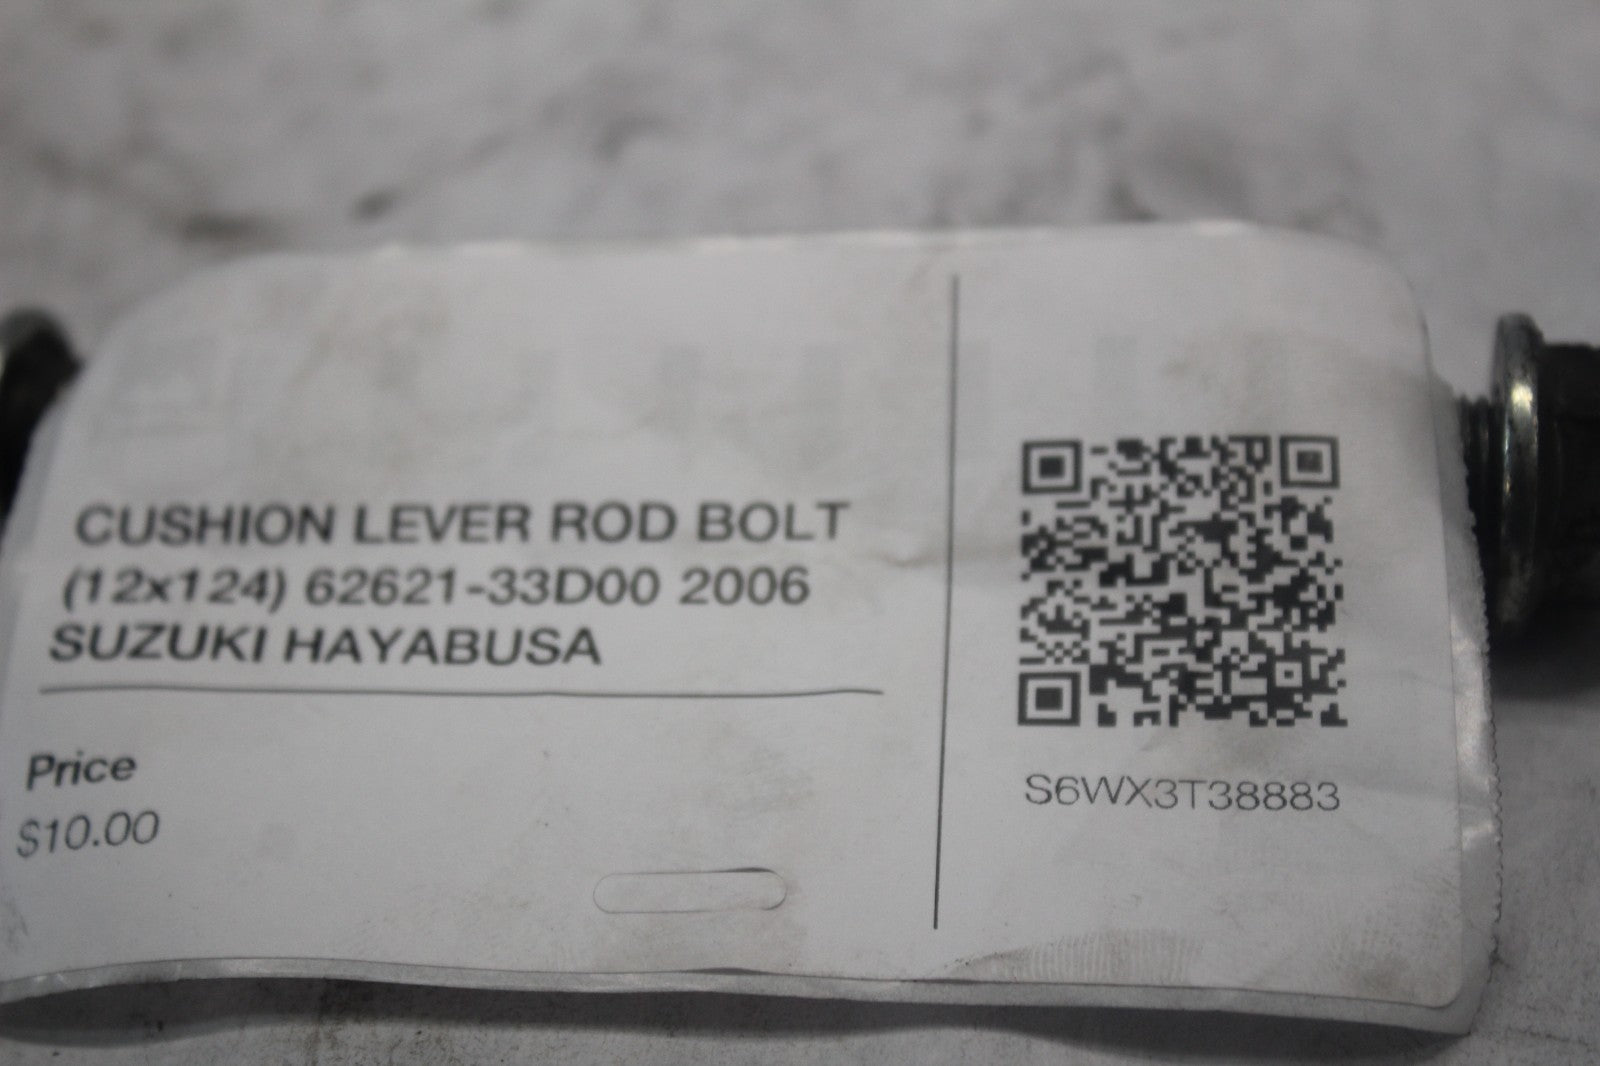 CUSHION LEVER ROD BOLT
(12x124) 62621-33D00 2006
SUZUKI HAYABUSA
Price
$10.00
S6WX3T38883